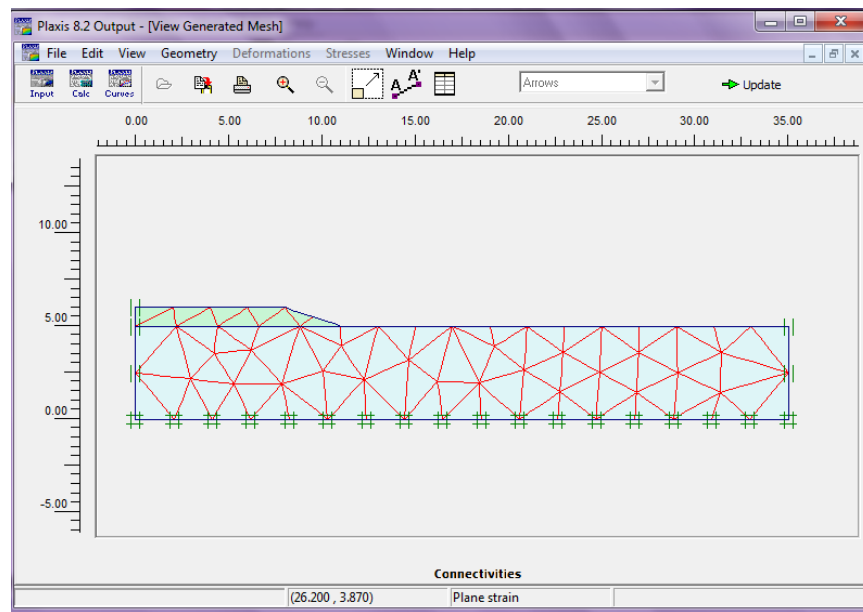 Plaxis 8.2 Output - [View Generated Mesh]
File Edit View Geometry Deformations Stresses Window Help
Input Calc Curves A A' Arrows Update
0.00 5.00 10.00 15.00 20.00 25.00 30.00 35.00
10.00
5.00
0.00
-5.00
Connectivities
(26.200 , 3.870) Plane strain